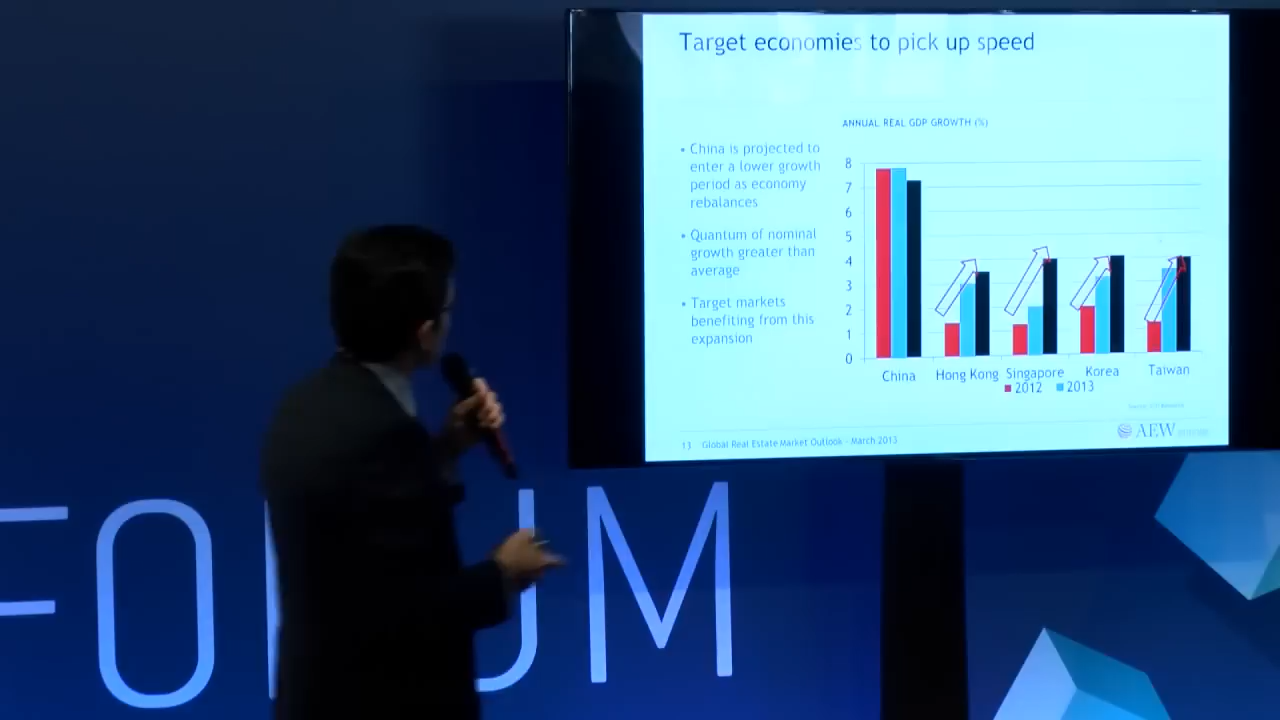 Target economies to pick up speed
ANNUAL REAL GDP GROWTH (%)
• China is projected to
enter a lower growth
period as economy
rebalances
• Quantum of nominal
growth greater than
average
• Target markets
benefiting from this
expansion
8
7
6
5
4
3
2
1
0
China Hong Kong Singapore Korea Taiwan
2012 2013
13 Global Real Estate Market Outlook - March 2013
AEW
FORUM